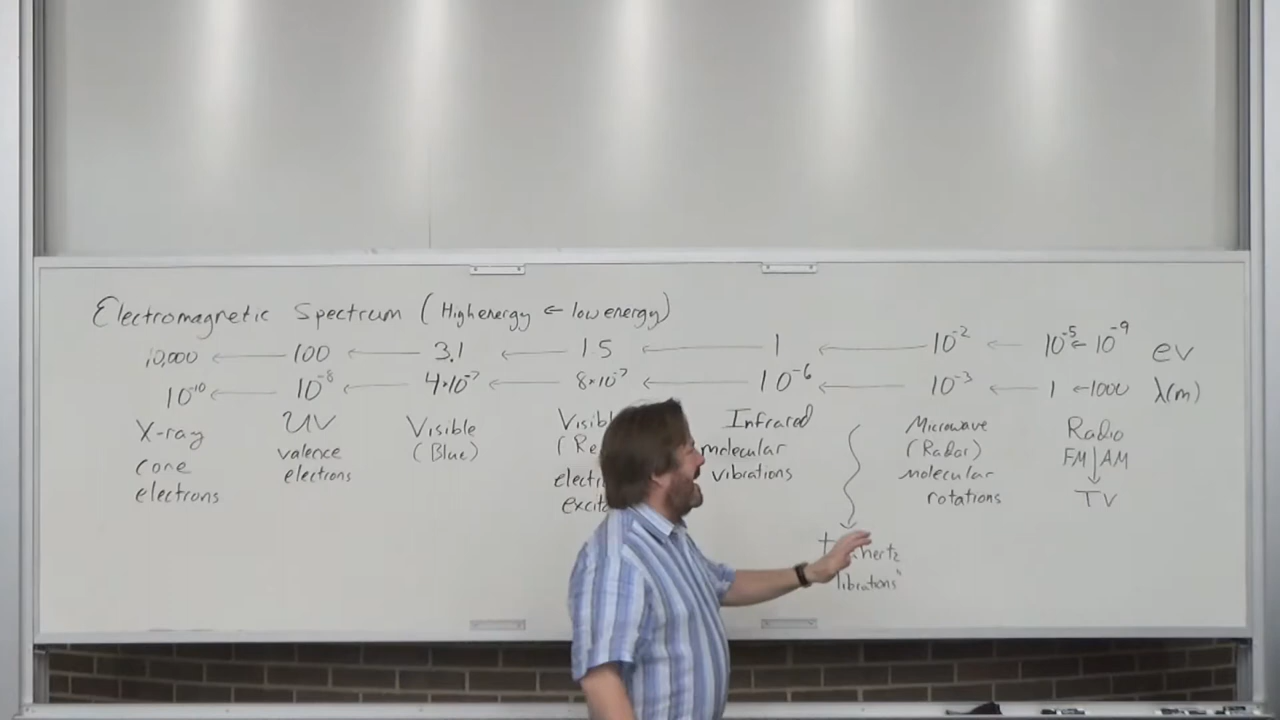 Electromagnetic Spectrum (High energy ← low energy)
10,000 ← 100 ← 3.1 ← 1.5 ← 1 ← 10⁻² ← 10⁻⁵ ← 10⁻⁹ ev
10⁻¹⁰ ← 10⁻⁸ ← 4×10⁻⁷ ← 8×10⁻⁷ ← 10⁻⁶ ← 10⁻³ ← 1 ← 1000 λ(m)
X-ray
core
electrons
UV
valence
electrons
Visible
(Blue)
Infrared
molecular
vibrations
hertz
Microwave
(Radar)
molecular
rotations
Radio
FM | AM
TV